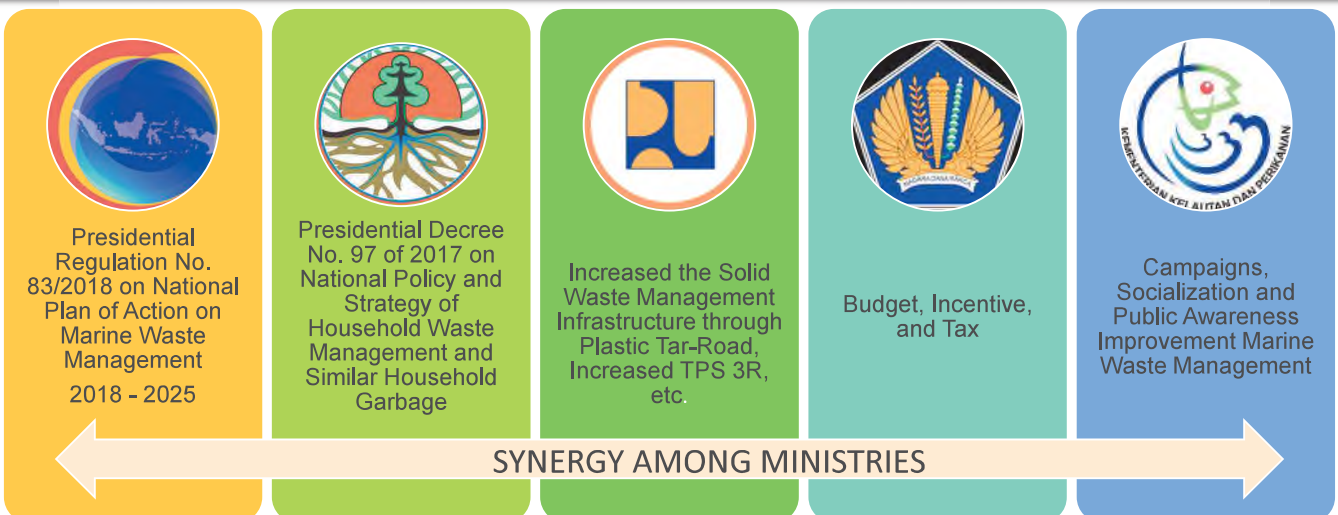 Presidential
Regulation No.
83/2018 on National
Plan of Action on
Marine Waste
Management
2018 - 2025
Presidential Decree
No. 97 of 2017 on
National Policy and
Strategy of
Household Waste
Management and
Similar Household
Garbage
Increased the Solid
Waste Management
Infrastructure through
Plastic Tar-Road,
Increased TPS 3R,
etc.
NAGARA DANA RAKCA
Budget, Incentive,
and Tax
KEMENTERIAN KELAUTAN DAN PERIKANAN
Campaigns,
Socialization and
Public Awareness
Improvement Marine
Waste Management
SYNERGY AMONG MINISTRIES